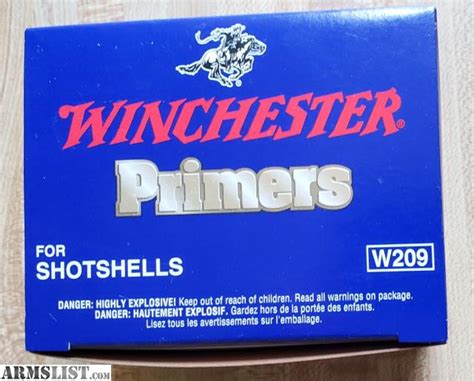 WINCHESTER®
Primers
FOR
SHOTSHELLS
W209
DANGER: HIGHLY EXPLOSIVE! Keep out of reach of children. Read all warnings on package.
DANGER: HAUTEMENT EXPLOSIF. Gardez hors de la portée des enfants.
Lisez tous les avertissements sur l'emballage.
ARMSLIST.COM